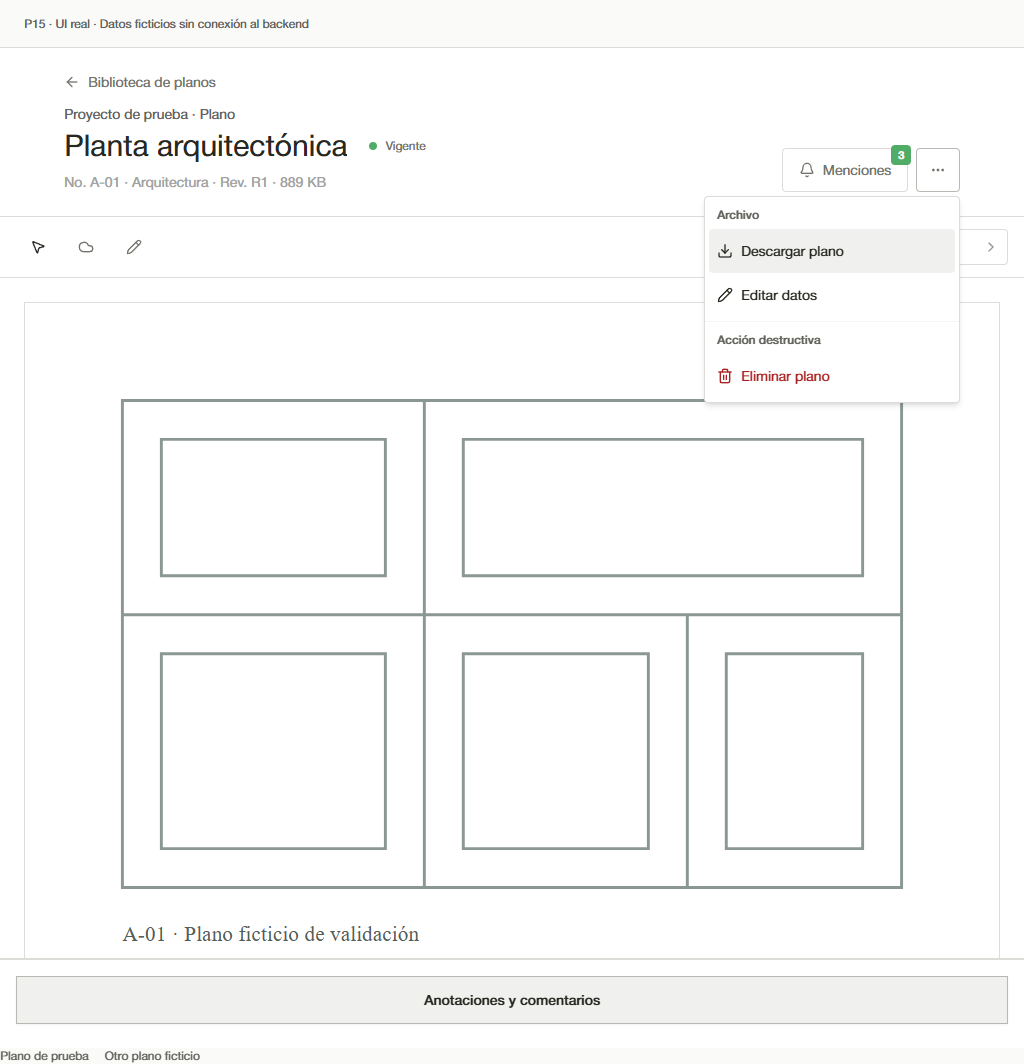 P15 · UI real · Datos ficticios sin conexión al backend
Biblioteca de planos
Proyecto de prueba · Plano
Planta arquitectónica
Vigente
No. A-01 · Arquitectura · Rev. R1 · 889 KB
Menciones
3
Archivo
Descargar plano
Editar datos
Acción destructiva
Eliminar plano
A-01 · Plano ficticio de validación
Anotaciones y comentarios
Plano de prueba Otro plano ficticio